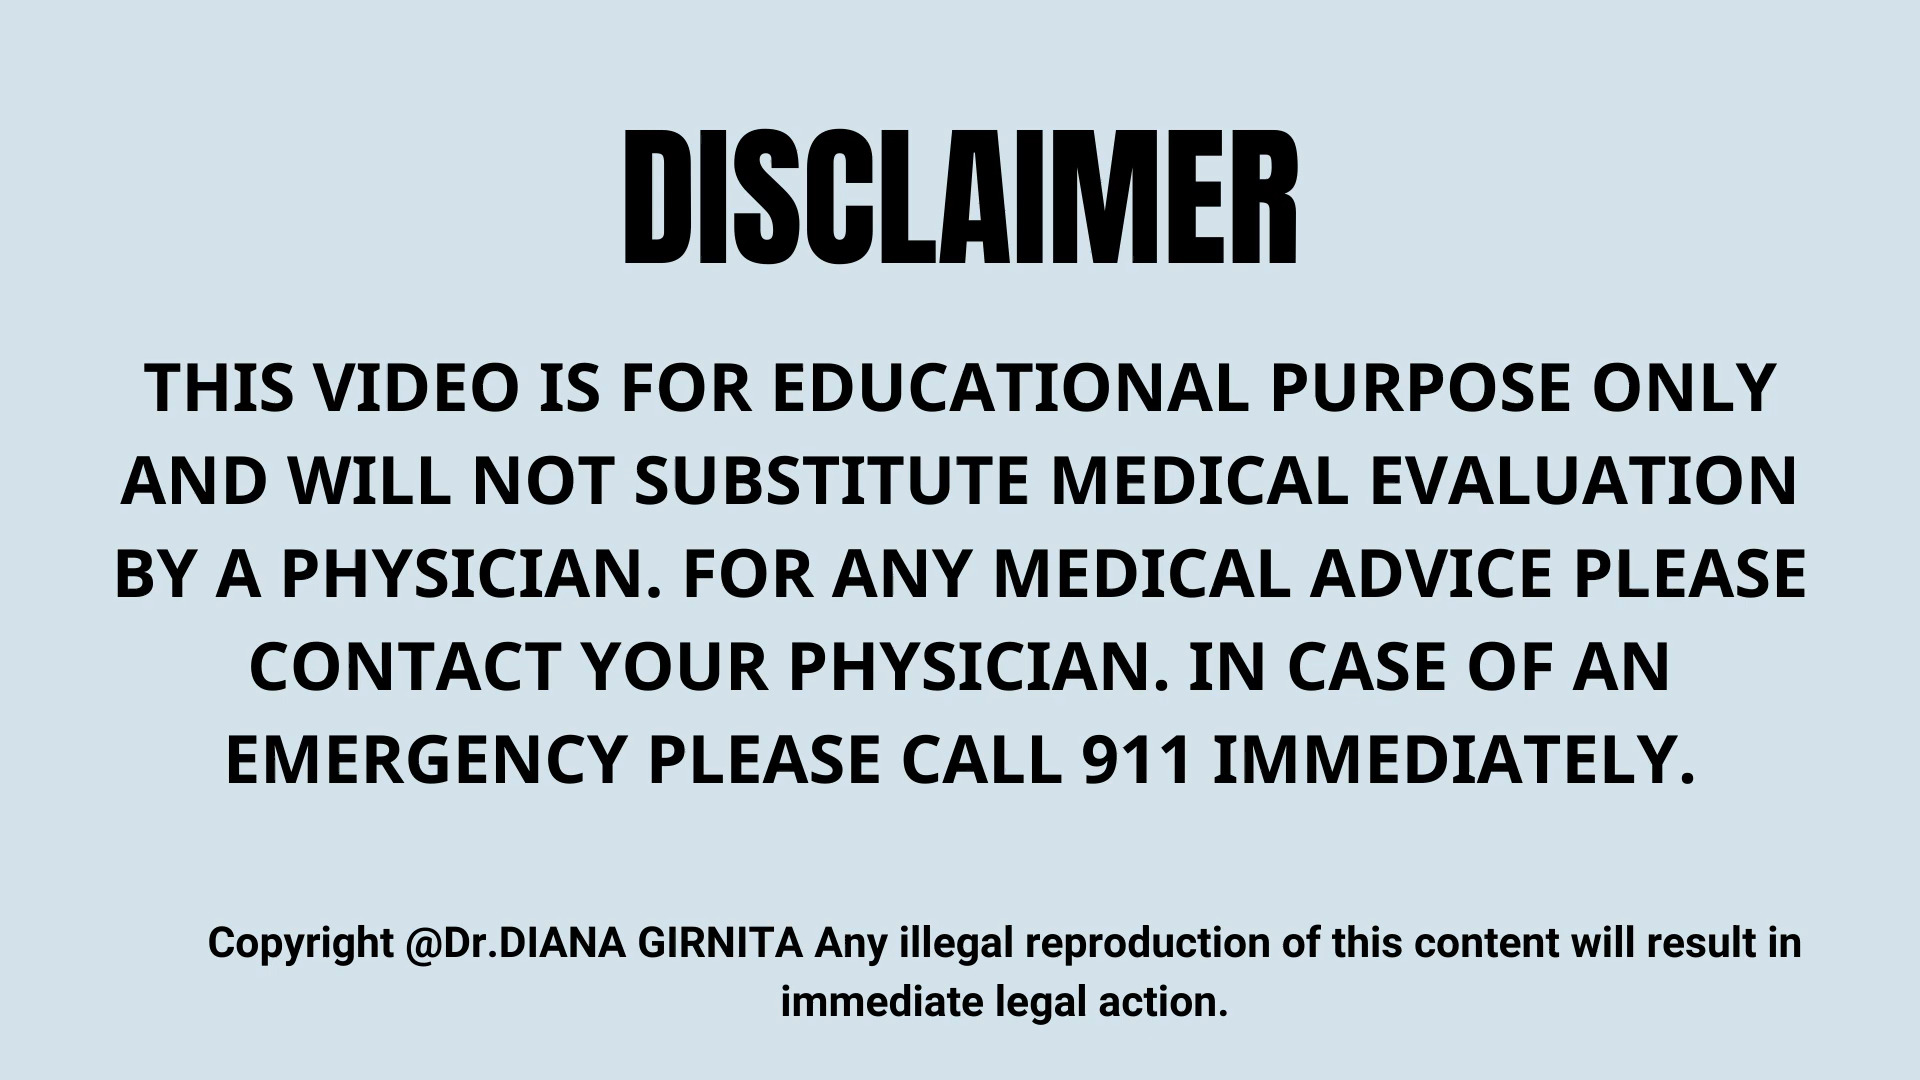 DISCLAIMER
THIS VIDEO IS FOR EDUCATIONAL PURPOSE ONLY
AND WILL NOT SUBSTITUTE MEDICAL EVALUATION
BY A PHYSICIAN. FOR ANY MEDICAL ADVICE PLEASE
CONTACT YOUR PHYSICIAN. IN CASE OF AN
EMERGENCY PLEASE CALL 911 IMMEDIATELY.
Copyright @Dr.DIANA GIRNITA Any illegal reproduction of this content will result in
immediate legal action.